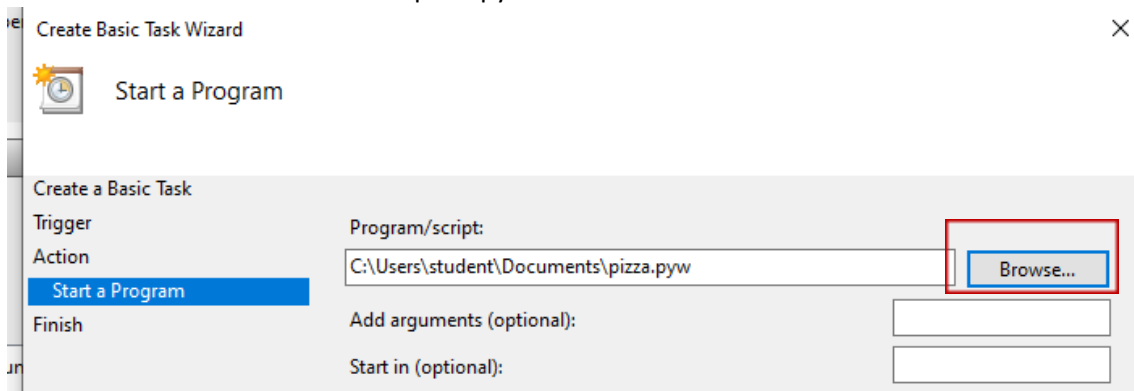 Create Basic Task Wizard
Start a Program
Create a Basic Task
Trigger
Program/script:
Action
C:\Users\student\Documents\pizza.pyw
Browse...
Start a Program
Finish
Add arguments (optional):
Start in (optional):